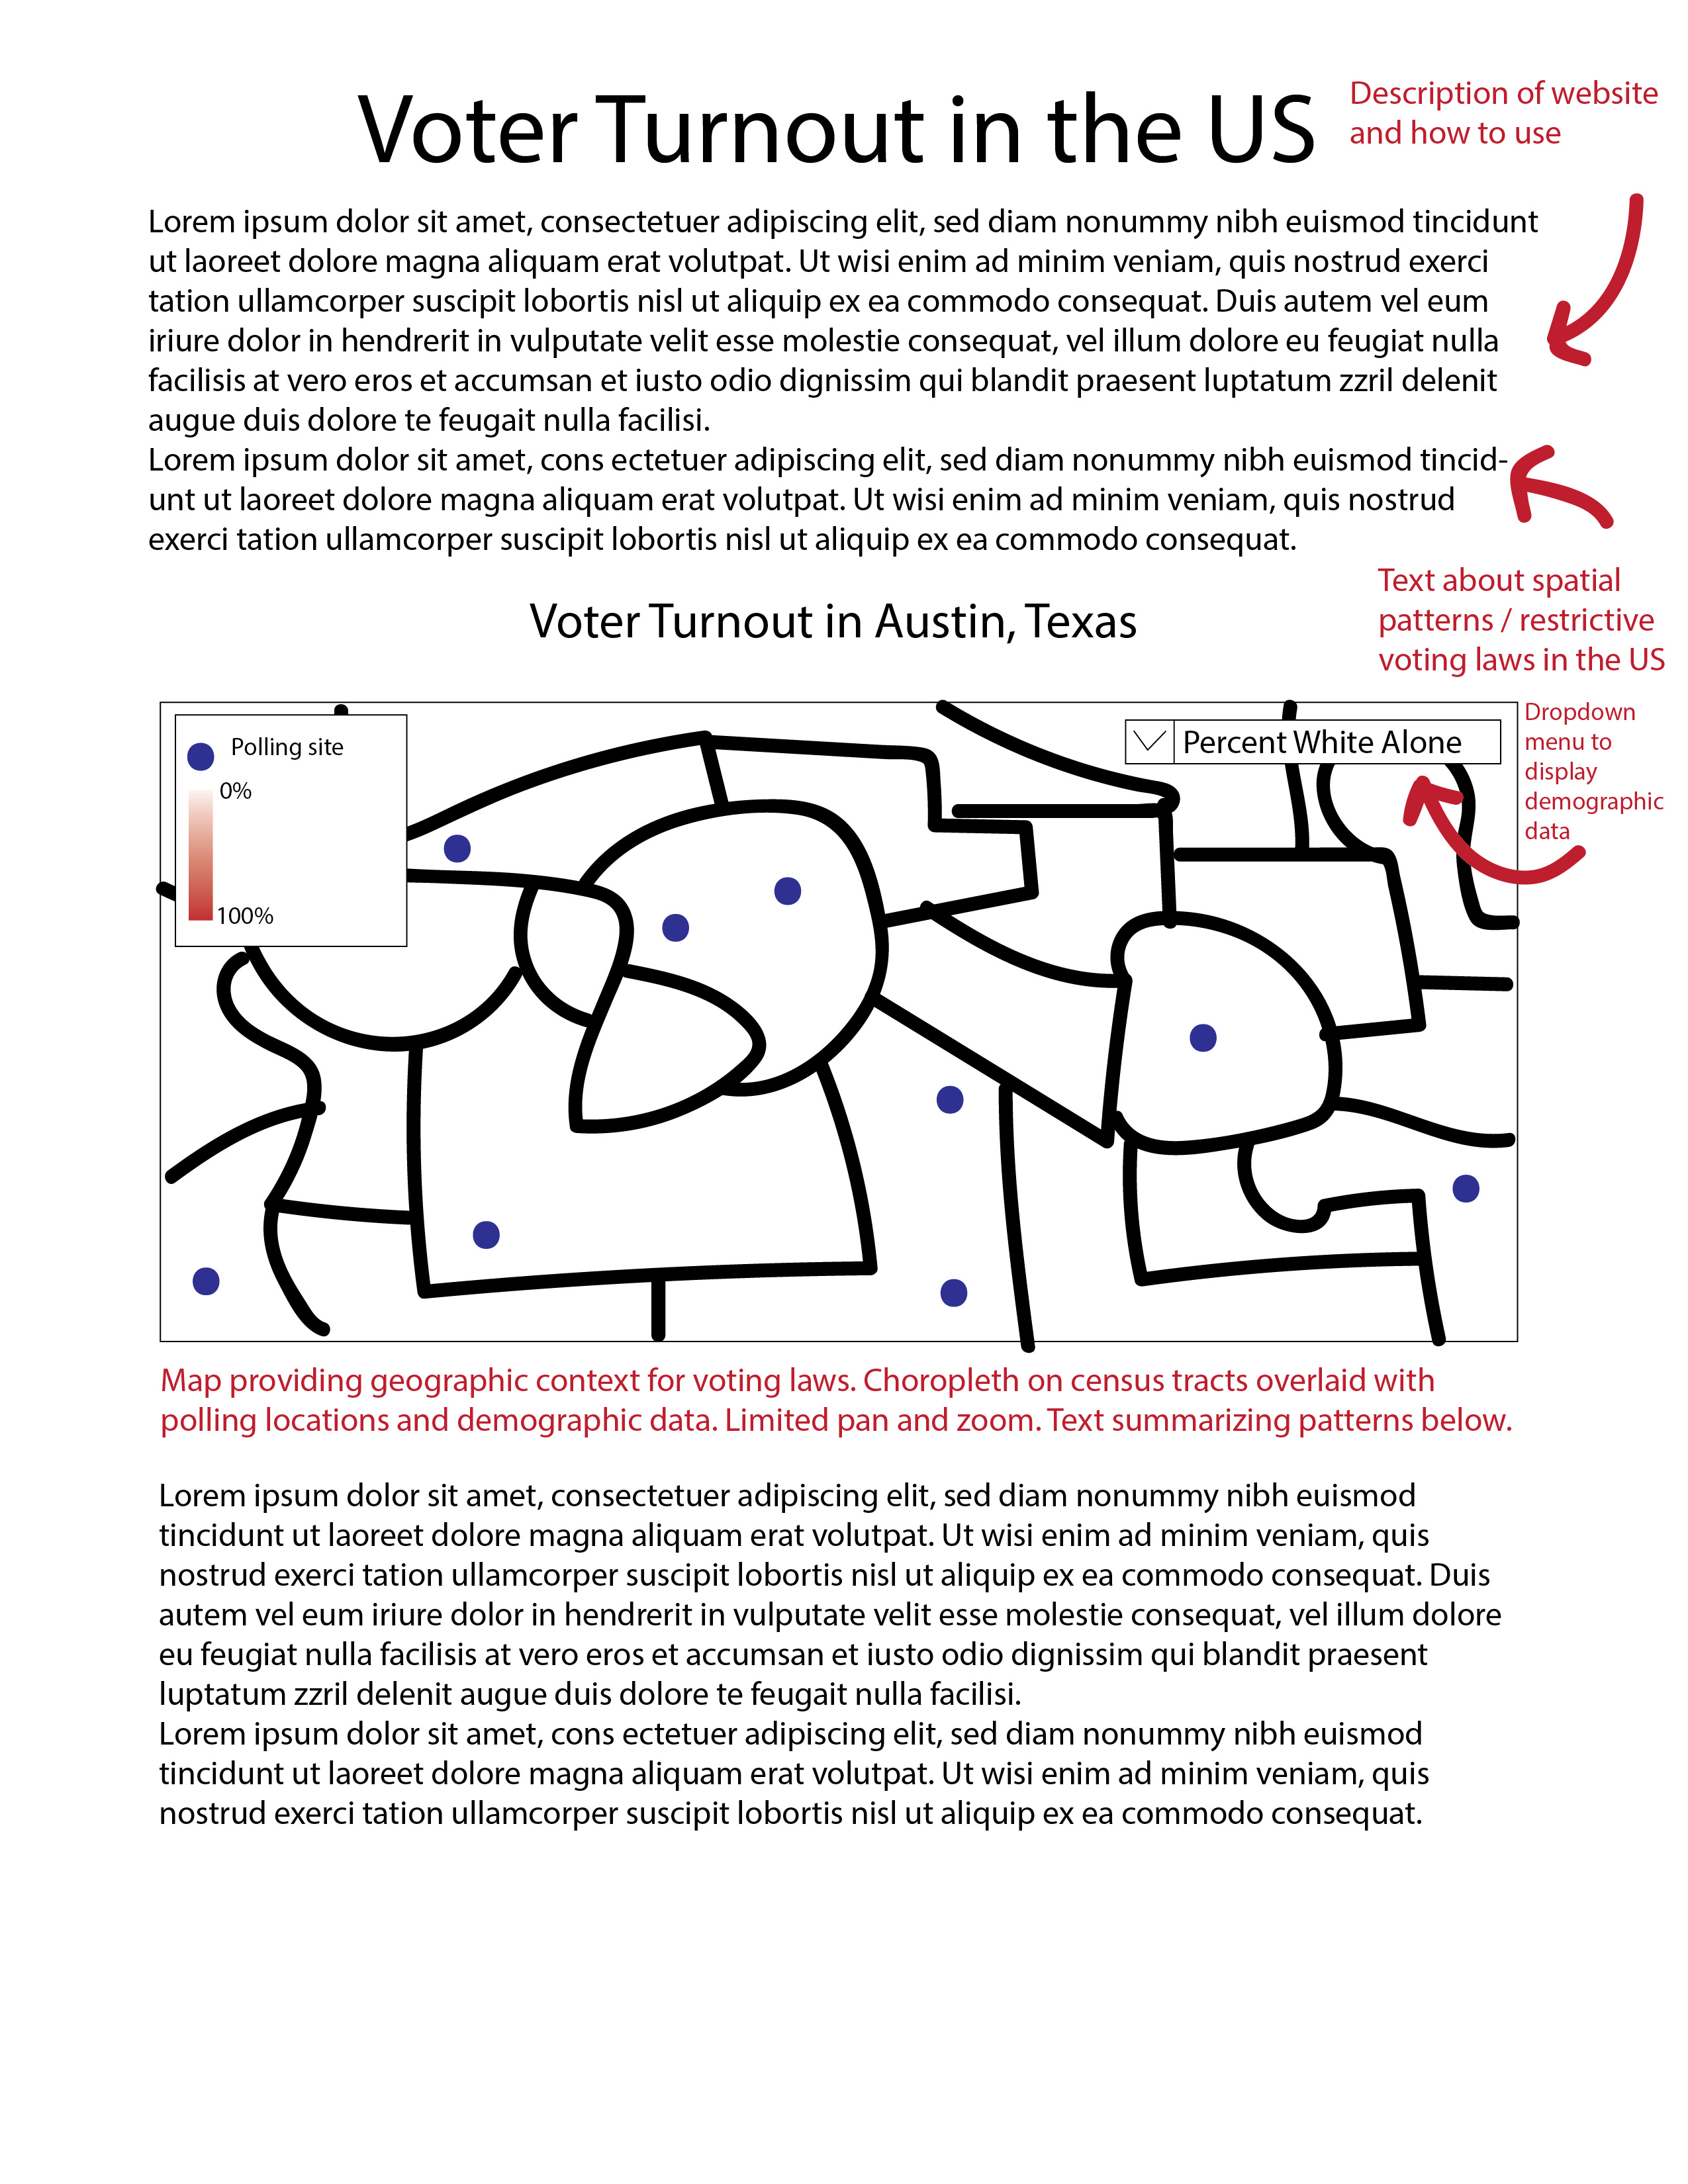 Voter Turnout in the US
Description of website
and how to use
Lorem ipsum dolor sit amet, consectetuer adipiscing elit, sed diam nonummy nibh euismod tincidunt
ut laoreet dolore magna aliquam erat volutpat. Ut wisi enim ad minim veniam, quis nostrud exerci
tation ullamcorper suscipit lobortis nisl ut aliquip ex ea commodo consequat. Duis autem vel eum
iriure dolor in hendrerit in vulputate velit esse molestie consequat, vel illum dolore eu feugiat nulla
facilisis at vero eros et accumsan et iusto odio dignissim qui blandit praesent luptatum zzril delenit
augue duis dolore te feugait nulla facilisi.
Lorem ipsum dolor sit amet, cons ectetuer adipiscing elit, sed diam nonummy nibh euismod tincid-
unt ut laoreet dolore magna aliquam erat volutpat. Ut wisi enim ad minim veniam, quis nostrud
exerci tation ullamcorper suscipit lobortis nisl ut aliquip ex ea commodo consequat.
Text about spatial
patterns / restrictive
voting laws in the US
Voter Turnout in Austin, Texas
Polling site
0%
100%
Percent White Alone
Dropdown
menu to
display
demographic
data
Map providing geographic context for voting laws. Choropleth on census tracts overlaid with
polling locations and demographic data. Limited pan and zoom. Text summarizing patterns below.
Lorem ipsum dolor sit amet, consectetuer adipiscing elit, sed diam nonummy nibh euismod
tincidunt ut laoreet dolore magna aliquam erat volutpat. Ut wisi enim ad minim veniam, quis
nostrud exerci tation ullamcorper suscipit lobortis nisl ut aliquip ex ea commodo consequat. Duis
autem vel eum iriure dolor in hendrerit in vulputate velit esse molestie consequat, vel illum dolore
eu feugiat nulla facilisis at vero eros et accumsan et iusto odio dignissim qui blandit praesent
luptatum zzril delenit augue duis dolore te feugait nulla facilisi.
Lorem ipsum dolor sit amet, cons ectetuer adipiscing elit, sed diam nonummy nibh euismod
tincidunt ut laoreet dolore magna aliquam erat volutpat. Ut wisi enim ad minim veniam, quis
nostrud exerci tation ullamcorper suscipit lobortis nisl ut aliquip ex ea commodo consequat.